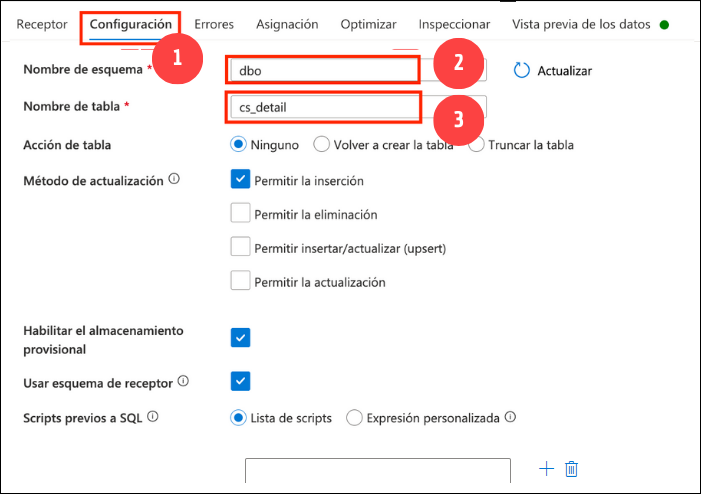 Receptor Configuración Errores Asignación Optimizar Inspeccionar Vista previa de los datos
1
Nombre de esquema * dbo 2 Actualizar
Nombre de tabla * cs_detail 3
Acción de tabla Ninguno Volver a crear la tabla Truncar la tabla
Método de actualización Permitir la inserción
Permitir la eliminación
Permitir insertar/actualizar (upsert)
Permitir la actualización
Habilitar el almacenamiento
provisional
Usar esquema de receptor
Scripts previos a SQL Lista de scripts Expresión personalizada